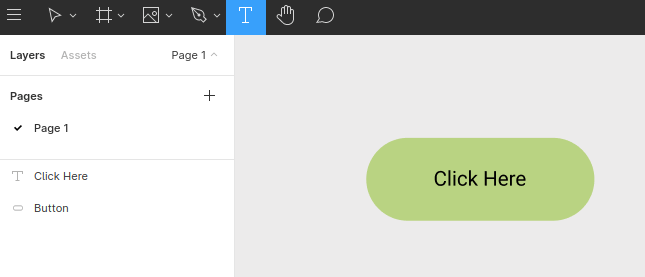 Layers Assets Page 1
Pages
Page 1
Click Here
Button
Click Here